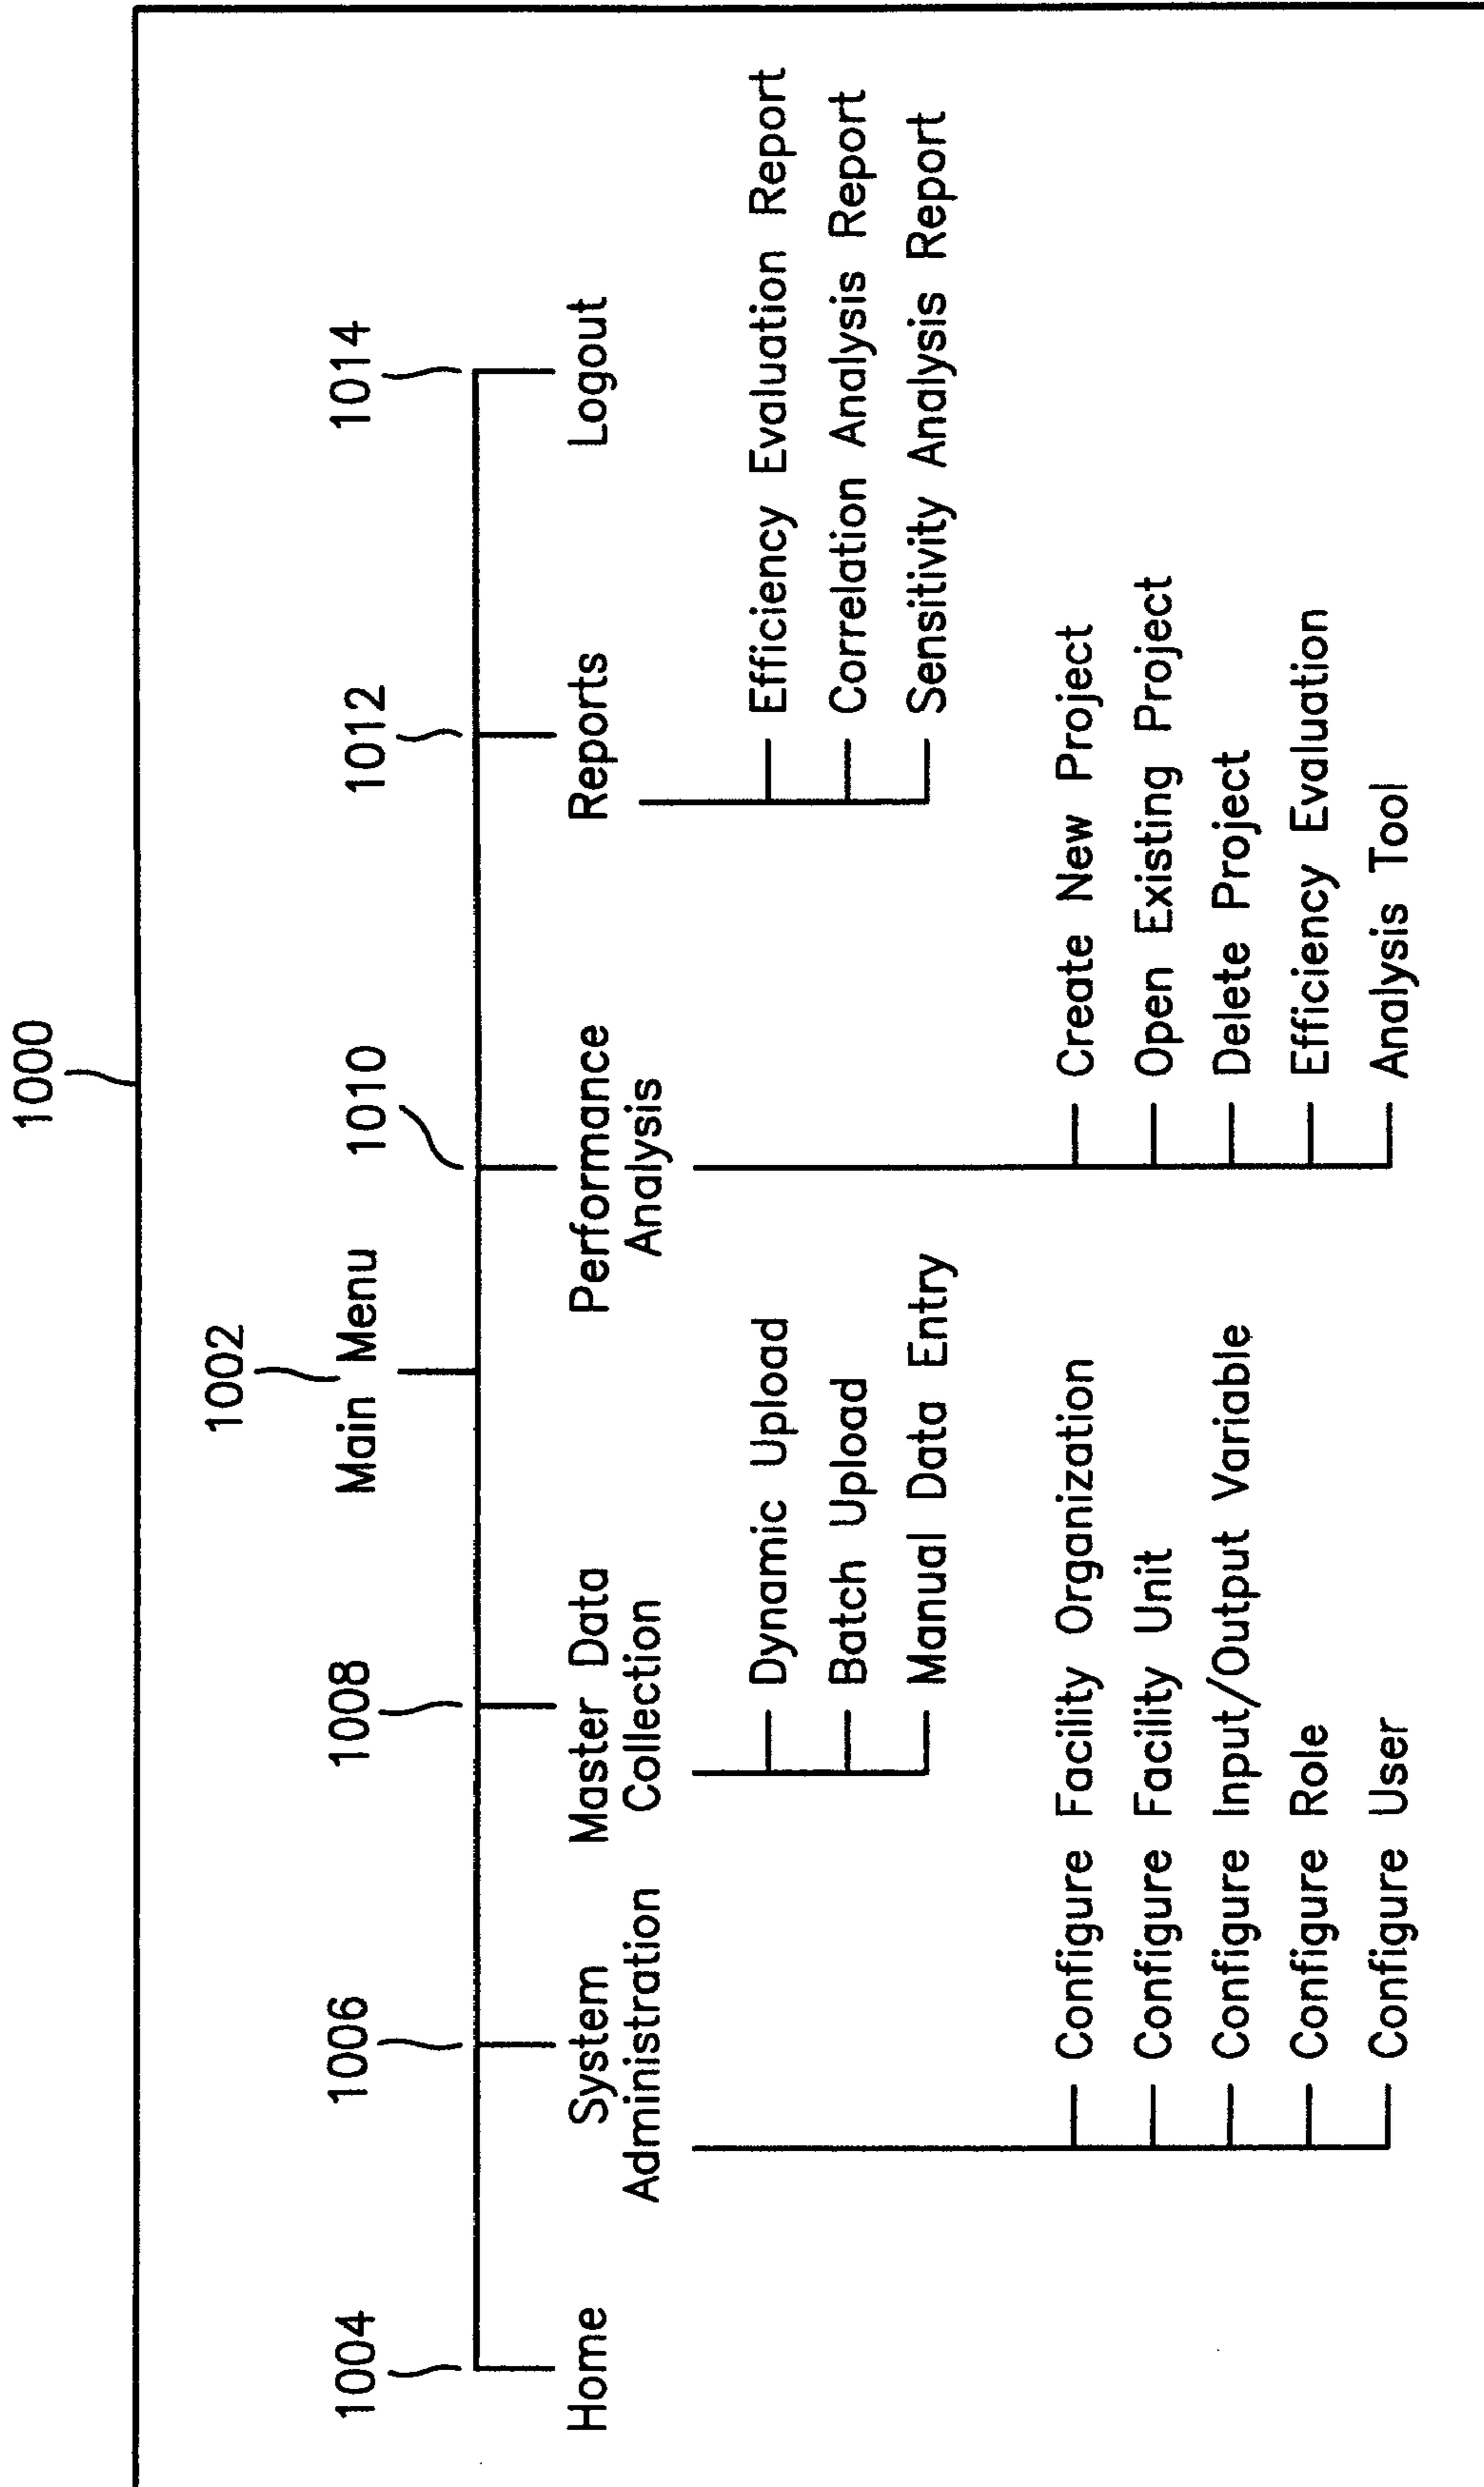 1000
1002
Main Menu
1004
1006
1008
1010
1012
1014
Home
System
Administration
Master Data
Collection
Performance
Analysis
Reports
Logout
Dynamic Upload
Batch Upload
Manual Data Entry
Efficiency Evaluation Report
Correlation Analysis Report
Sensitivity Analysis Report
Configure Facility Organization
Configure Facility Unit
Configure Input/Output Variable
Configure Role
Configure User
Create New Project
Open Existing Project
Delete Project
Efficiency Evaluation
Analysis Tool